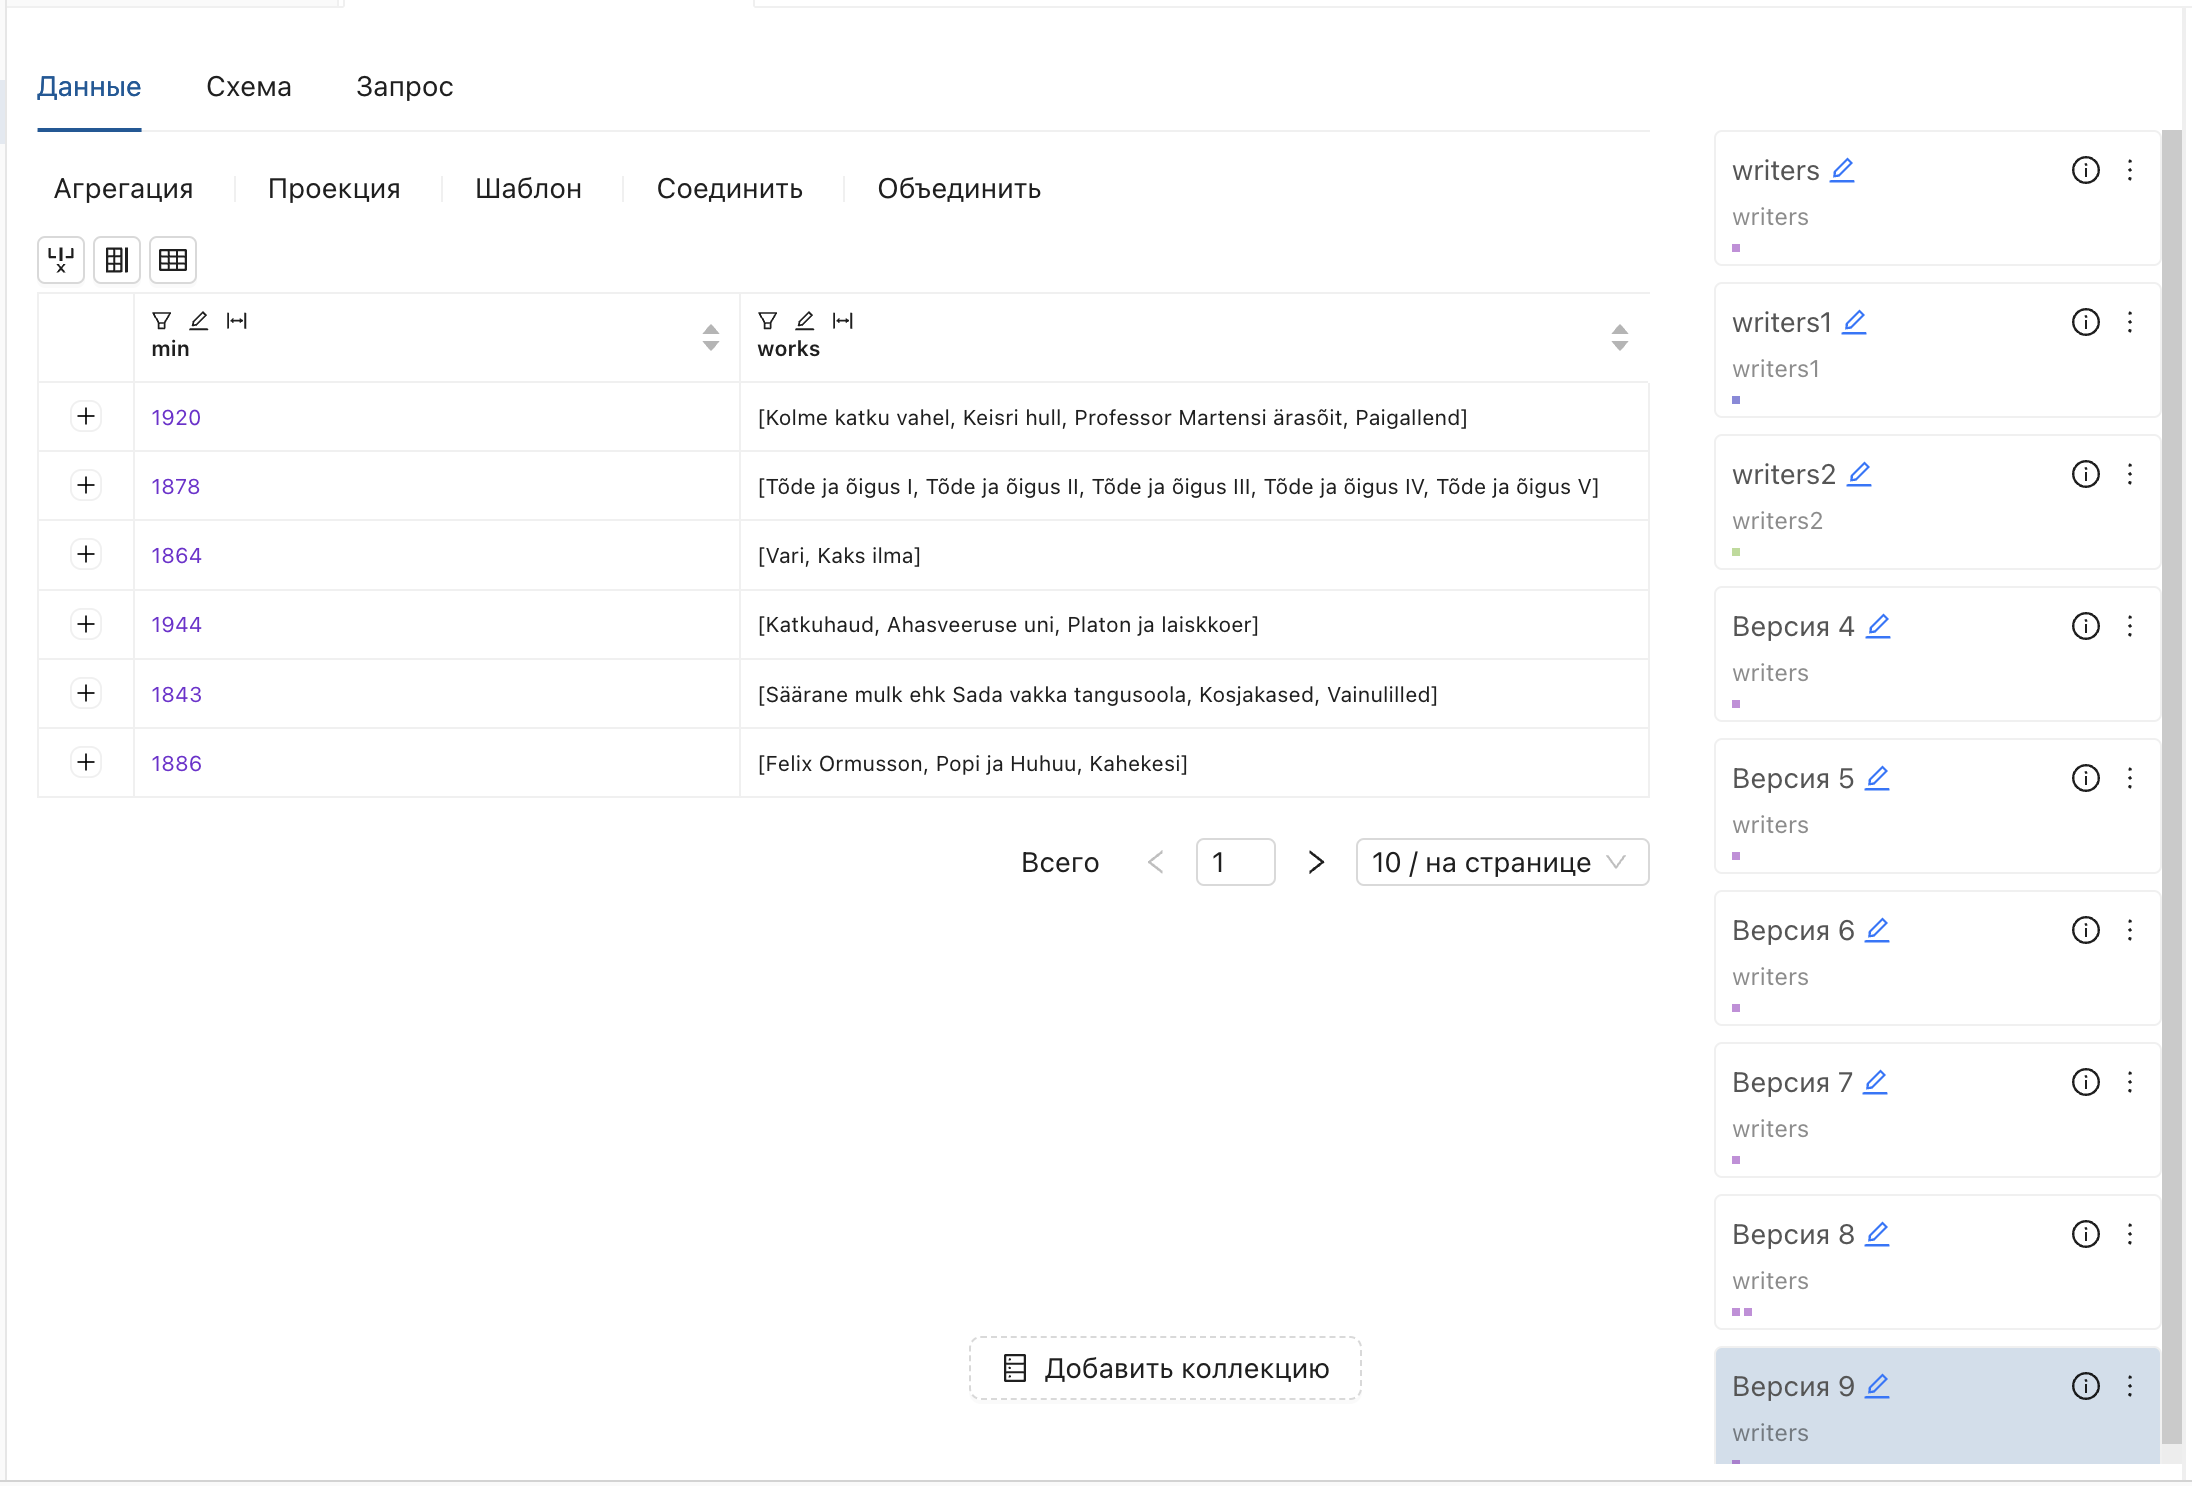 Данные Схема Запрос
Агрегация Проекция Шаблон Соединить Объединить
min works
1920 [Kolme katku vahel, Keisri hull, Professor Martensi ärasõit, Paigallend]
1878 [Tõde ja õigus I, Tõde ja õigus II, Tõde ja õigus III, Tõde ja õigus IV, Tõde ja õigus V]
1864 [Vari, Kaks ilma]
1944 [Katkuhaud, Ahasveeruse uni, Platon ja laiskkoer]
1843 [Säärane mulk ehk Sada vakka tangusoola, Kosjakased, Vainulilled]
1886 [Felix Ormusson, Popi ja Huhuu, Kahekesi]
Всего 1 10 / на странице
Добавить коллекцию
writers
writers
writers1
writers1
writers2
writers2
Версия 4
writers
Версия 5
writers
Версия 6
writers
Версия 7
writers
Версия 8
writers
Версия 9
writers